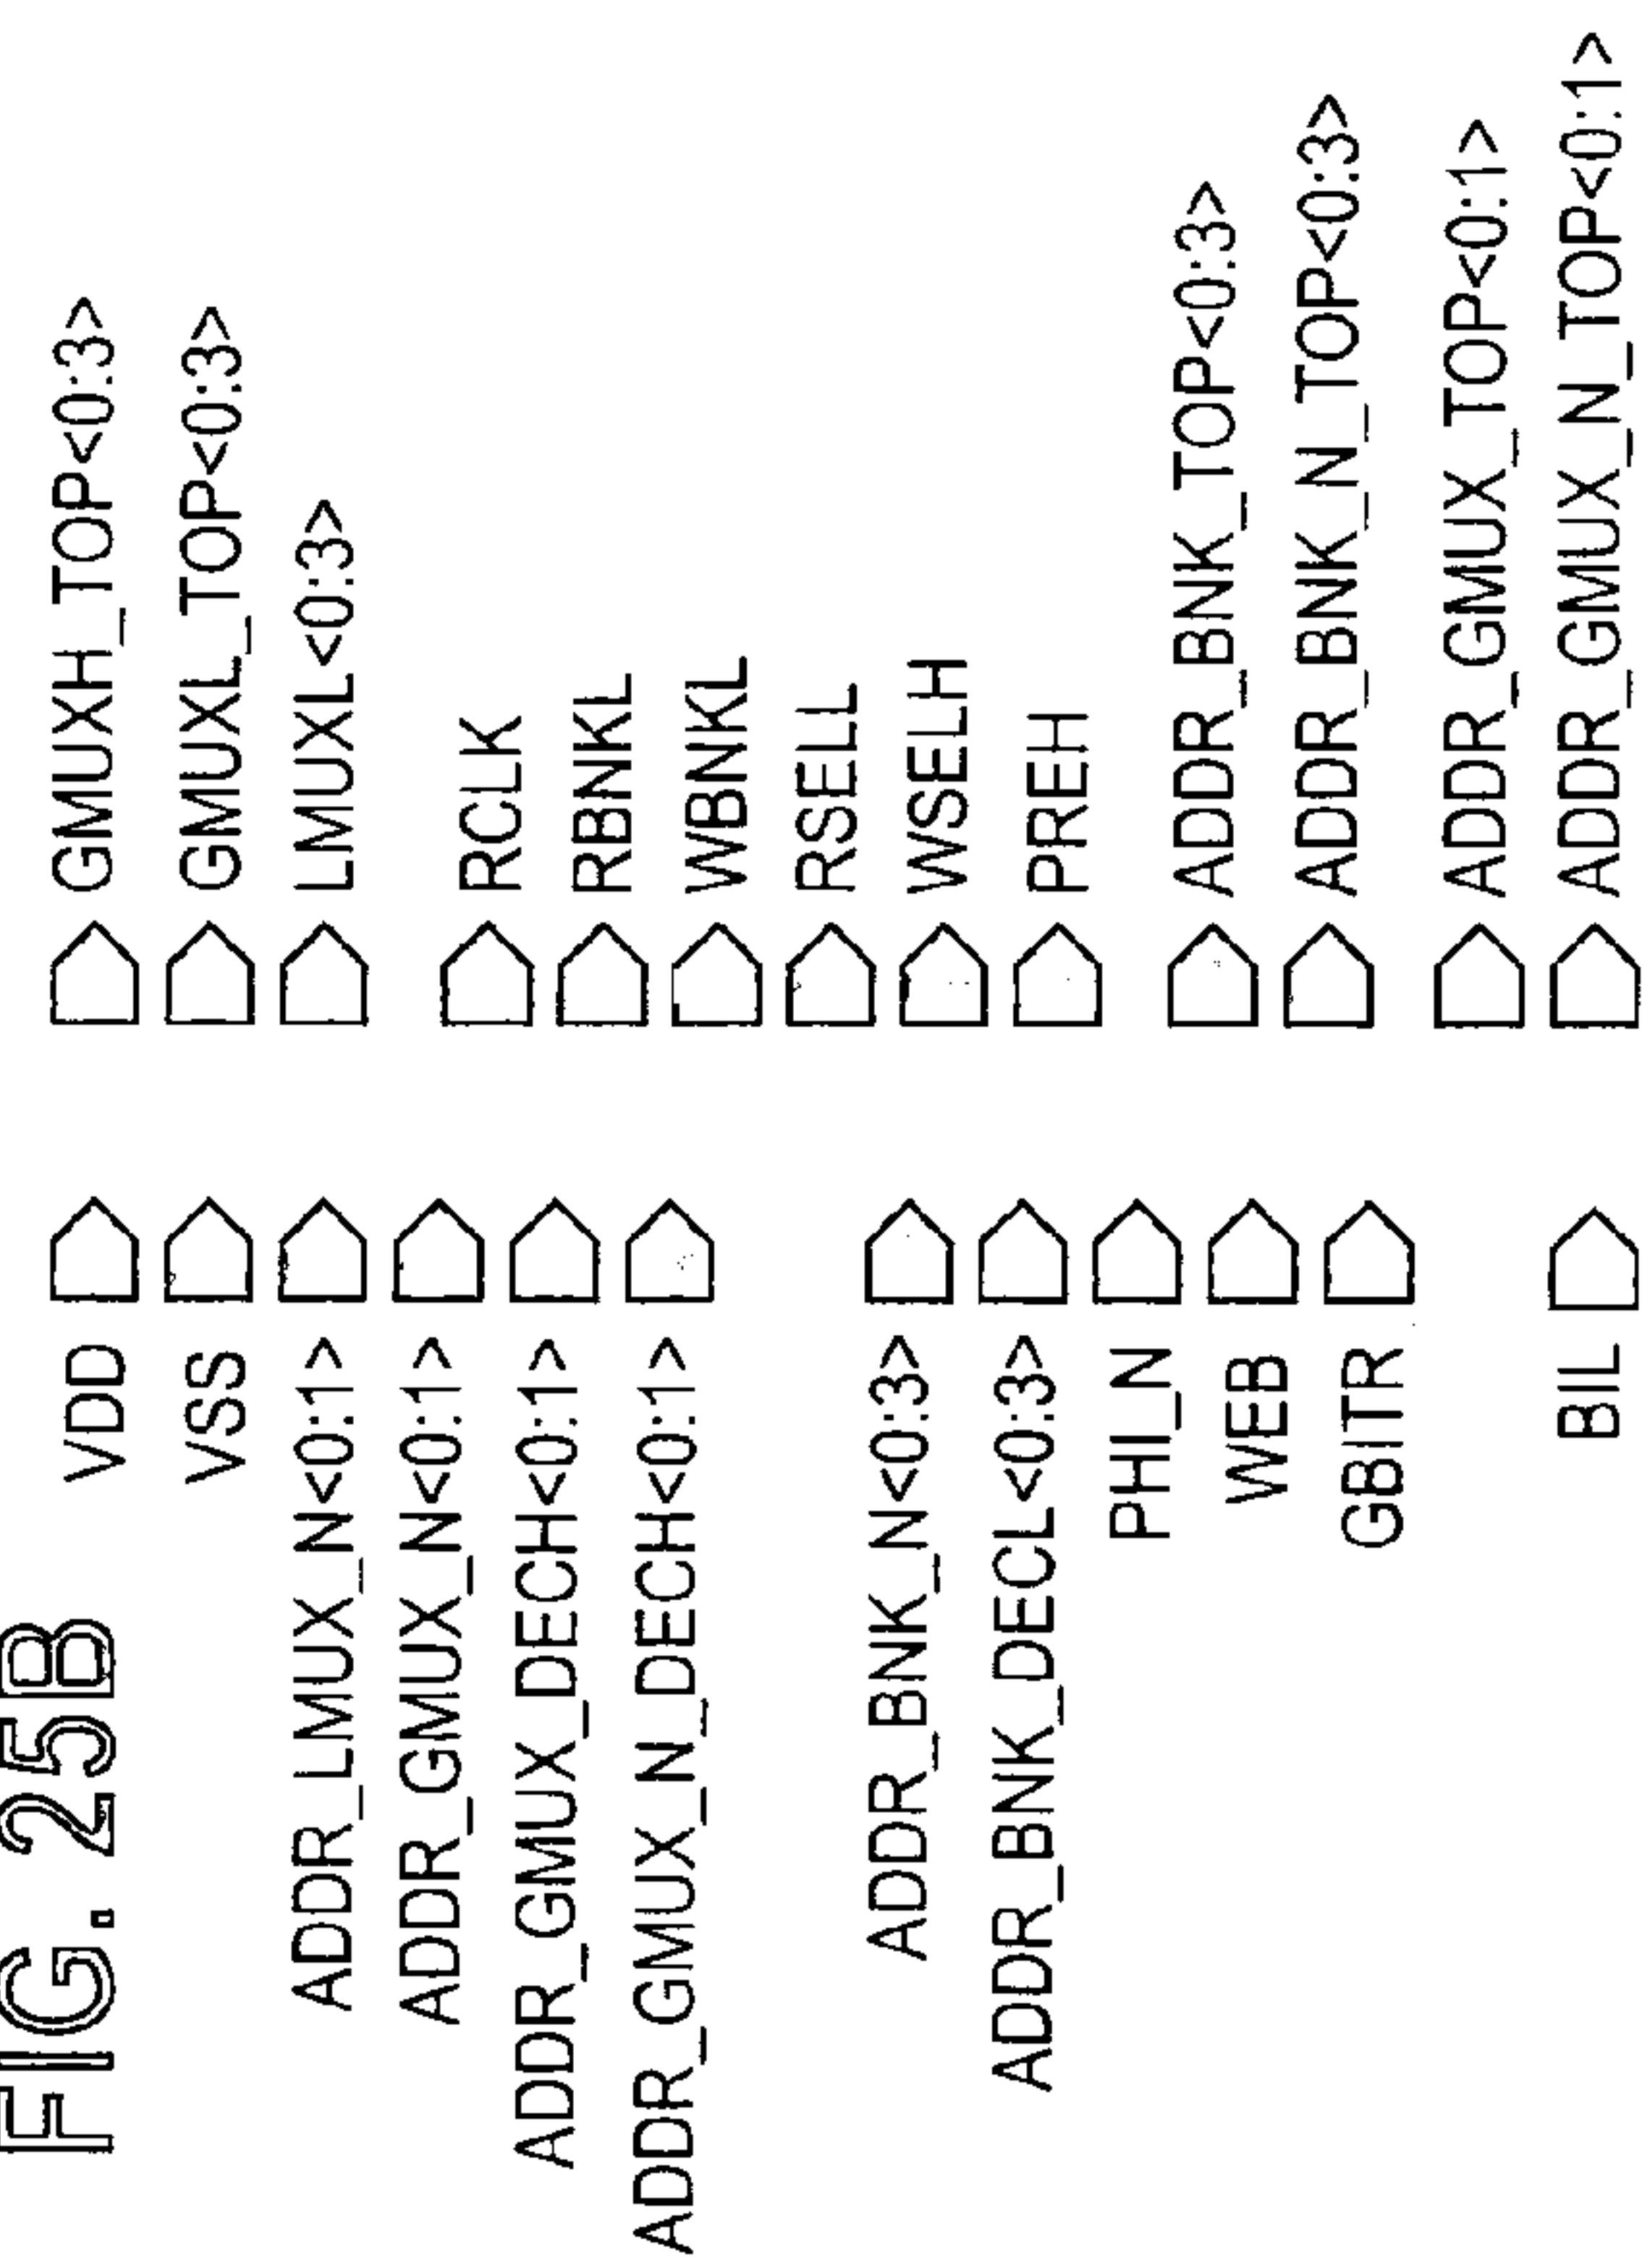 FIG. 25B
VDD
VSS
ADDR_LMUX_N<0:1>
ADDR_GMUX_N<0:1>
ADDR_GMUX_DECH<0:1>
ADDR_GMUX_N_DECH<0:1>
ADDR_BNK_N<0:3>
ADDR_BNK_DECL<0:3>
PHI_N
WEB
GBITR
BIL
GMUXH_TOP<0:3>
GMUXL_TOP<0:3>
LMUXL<0:3>
RCLK
RBNKL
WBNKL
RSELL
WSELH
PREH
ADDR_BNK_TOP<0:3>
ADDR_BNK_N_TOP<0:3>
ADDR_GMUX_TOP<0:1>
ADDR_GMUX_N_TOP<0:1>